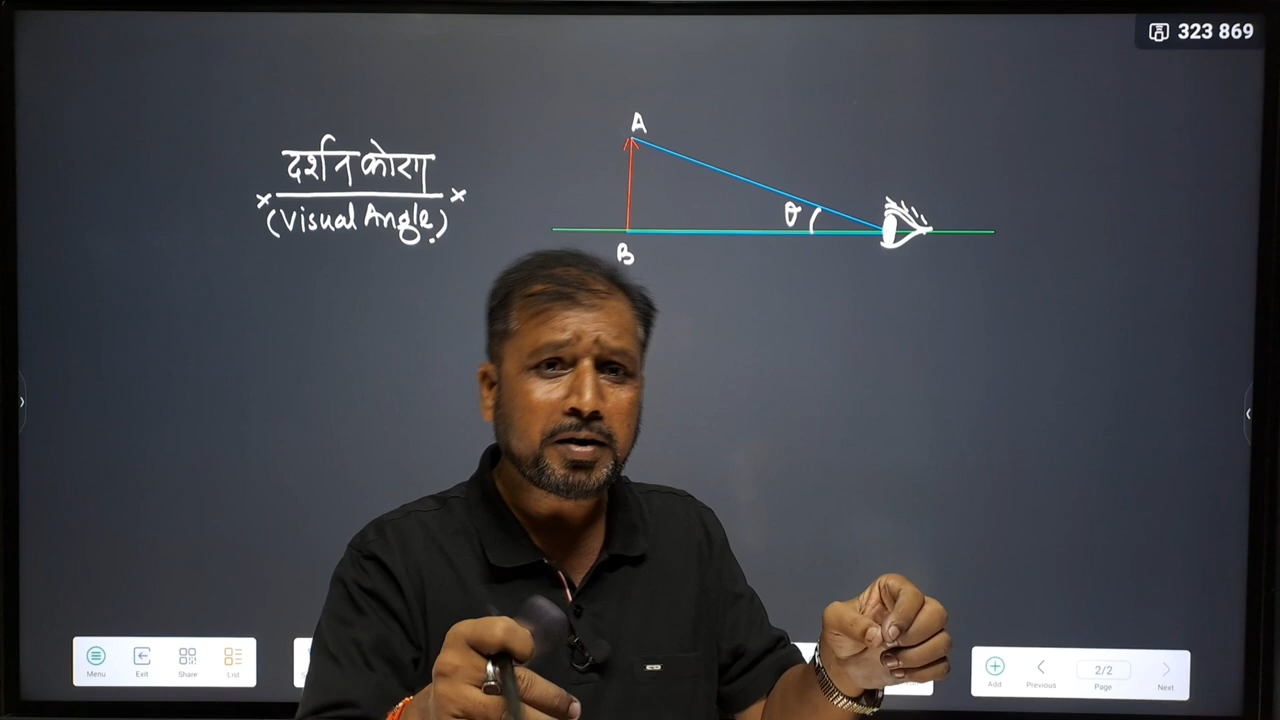 323 869
दर्शन कोण
(Visual Angle.)
A
θ
B
Menu
Exit
Share
List
Add
Previous
2/2
Page
Next